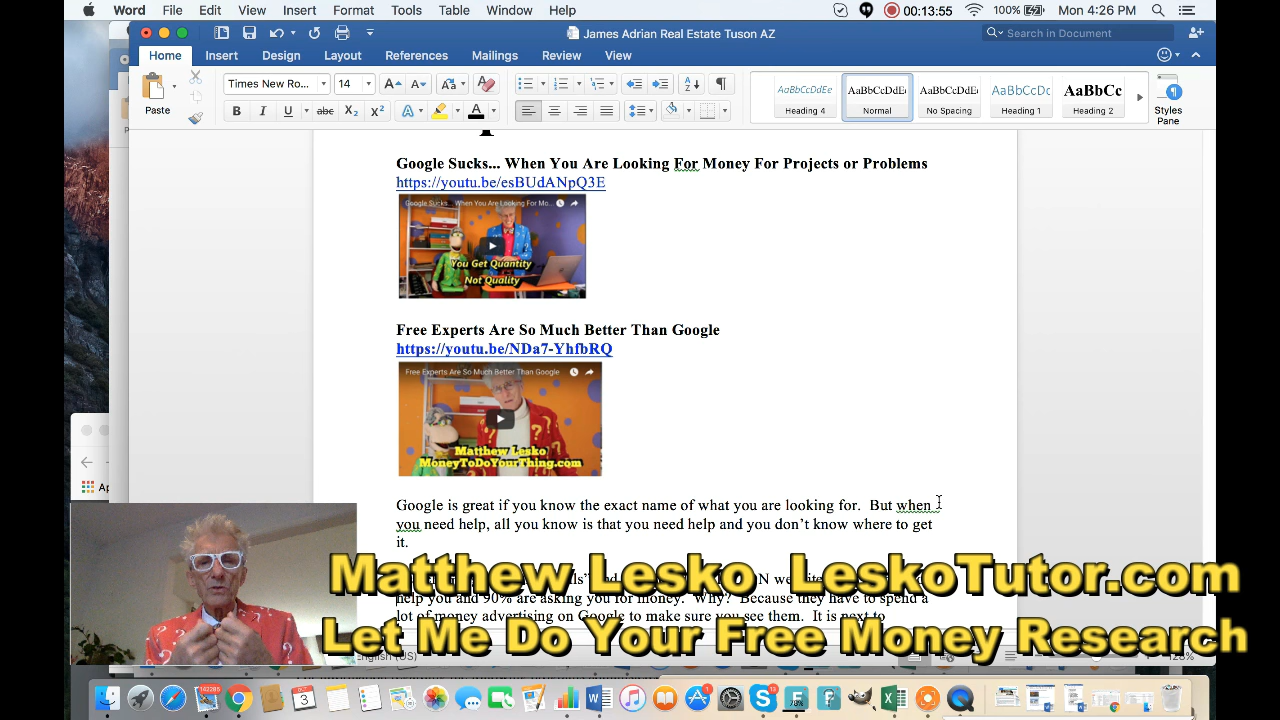 Word File Edit View Insert Format Tools Table Window Help 00:13:55 100% Mon 4:26 PM
James Adrian Real Estate Tuson AZ Search in Document
Home Insert Design Layout References Mailings Review View
Paste Times New Ro... 14 AaBbCcDdEe AaBbCcDdEe AaBbCcDdEe AaBbCcDc AaBbCc
B I U abc X₂ X² A Heading 4 Normal No Spacing Heading 1 Heading 2 Styles Pane
Google Sucks... When You Are Looking For Money For Projects or Problems
https://youtu.be/esBUdANpQ3E
Google Sucks... When You Are Looking For Mo...
You Get Quantity
Not Quality
Free Experts Are So Much Better Than Google
https://youtu.be/NDa7-YhfbRQ
Free Experts Are So Much Better Than Google
Matthew Lesko
MoneyToDoYourThing.com
Google is great if you know the exact name of what you are looking for. But when
you need help, all you know is that you need help and you don't know where to get
it.
Matthew Lesko LeskoTutor.com
help you and 90% are asking you for money. Why? Because they have to spend a
lot of money advertising on Google to make sure you see them. It is next to
Let Me Do Your Free Money Research
English (US) 128%